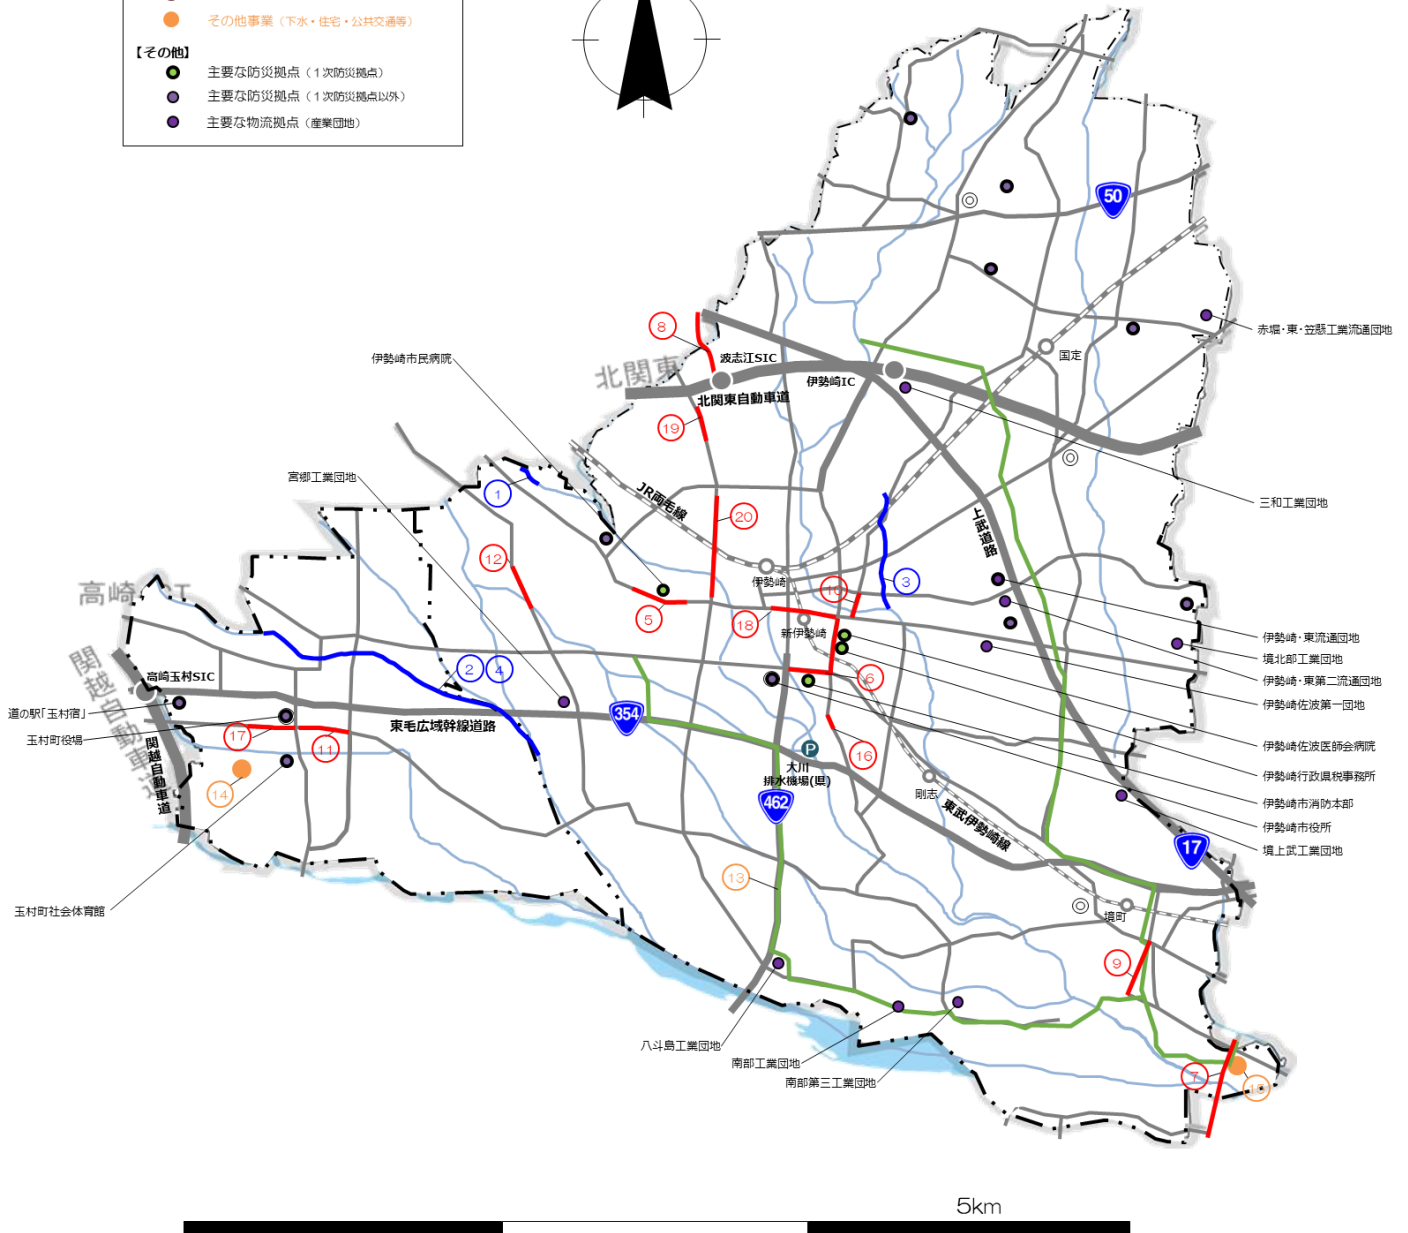 その他事業（下水・住宅・公共交通等）
【その他】
主要な防災拠点（１次防災拠点）
主要な防災拠点（１次防災拠点以外）
主要な物流拠点（産業団地）
50
赤堀・東・笠懸工業流通団地
8
波志江SIC
国定
伊勢崎市民病院
北関東
伊勢崎IC
北関東自動車道
19
宮郷工業団地
1
JR両毛線
三和工業団地
20
上武道路
12
伊勢崎
3
高崎
10
5
18
新伊勢崎
伊勢崎・東流通団地
境北部工業団地
関越自動車道
高崎玉村SIC
2
4
6
伊勢崎・東第二流通団地
道の駅「玉村宿」
354
伊勢崎佐波第一団地
東毛広域幹線道路
玉村町役場
17
11
16
伊勢崎佐波医師会病院
関越自動車道
P
大川
排水機場(県)
伊勢崎行政県税事務所
14
剛志
462
東武伊勢崎線
伊勢崎市消防本部
伊勢崎市役所
17
境上武工業団地
13
玉村町社会体育館
境町
9
八斗島工業団地
南部工業団地
南部第三工業団地
7
5km